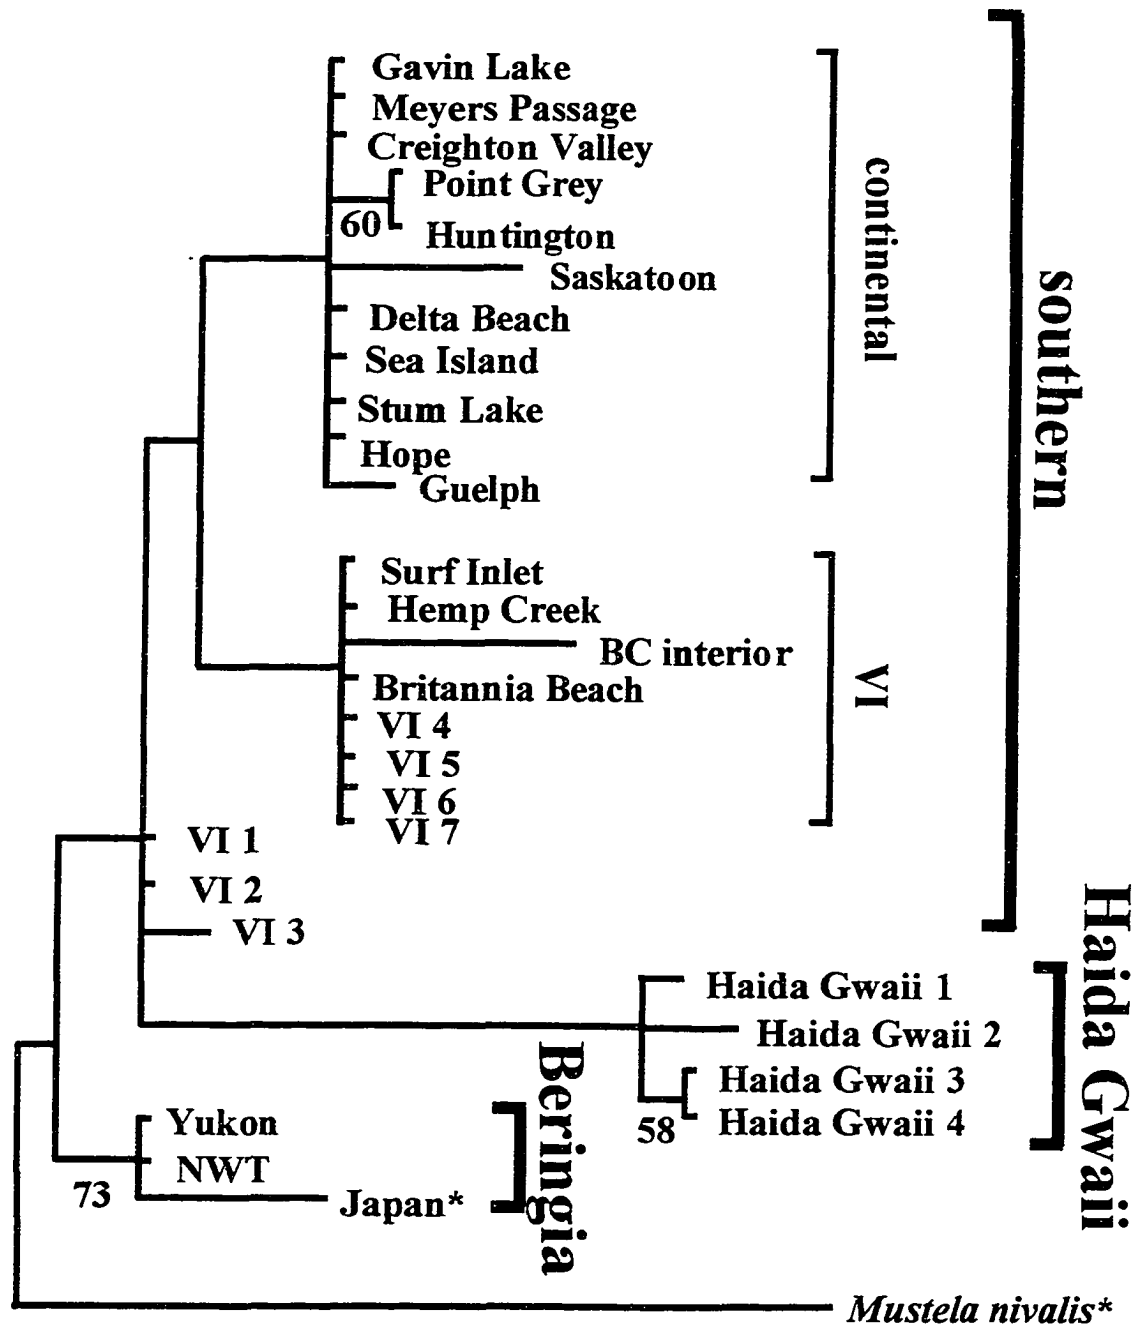 Gavin Lake
Meyers Passage
Creighton Valley
Point Grey
60
Huntington
Saskatoon
Delta Beach
Sea Island
Stum Lake
Hope
Guelph
continental
southern
Surf Inlet
Hemp Creek
BC interior
Britannia Beach
VI 4
VI 5
VI 6
VI 7
VI
VI 1
VI 2
VI 3
Haida Gwaii 1
Haida Gwaii 2
Haida Gwaii 3
58
Haida Gwaii 4
Haida Gwaii
Yukon
NWT
73
Japan*
Beringia
Mustela nivalis*